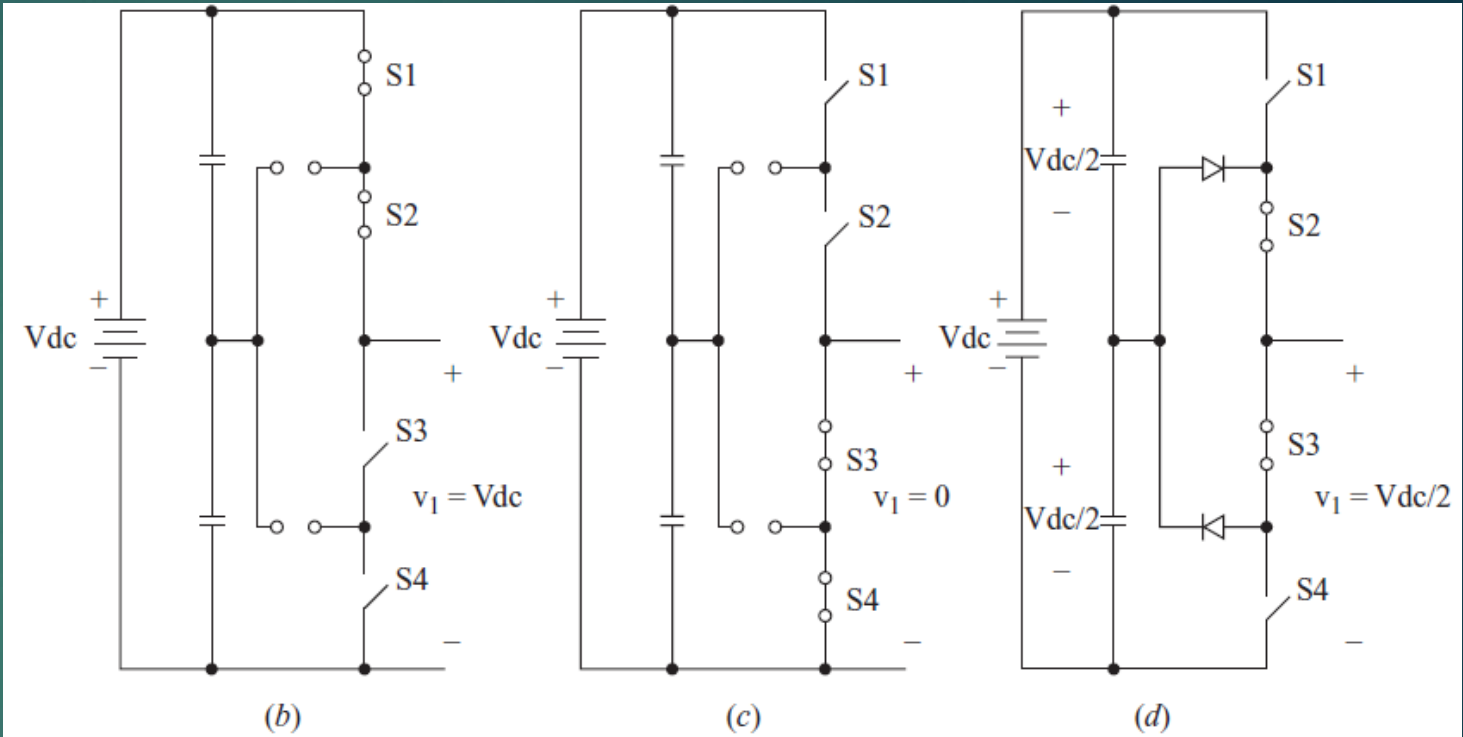 S1
S2
+
Vdc
−
+
S3
v₁ = Vdc
S4
−
(b)
S1
S2
+
Vdc
−
+
S3
v₁ = 0
S4
−
(c)
S1
+
Vdc/2
−
S2
+
Vdc
−
+
S3
+
v₁ = Vdc/2
Vdc/2
−
S4
−
(d)